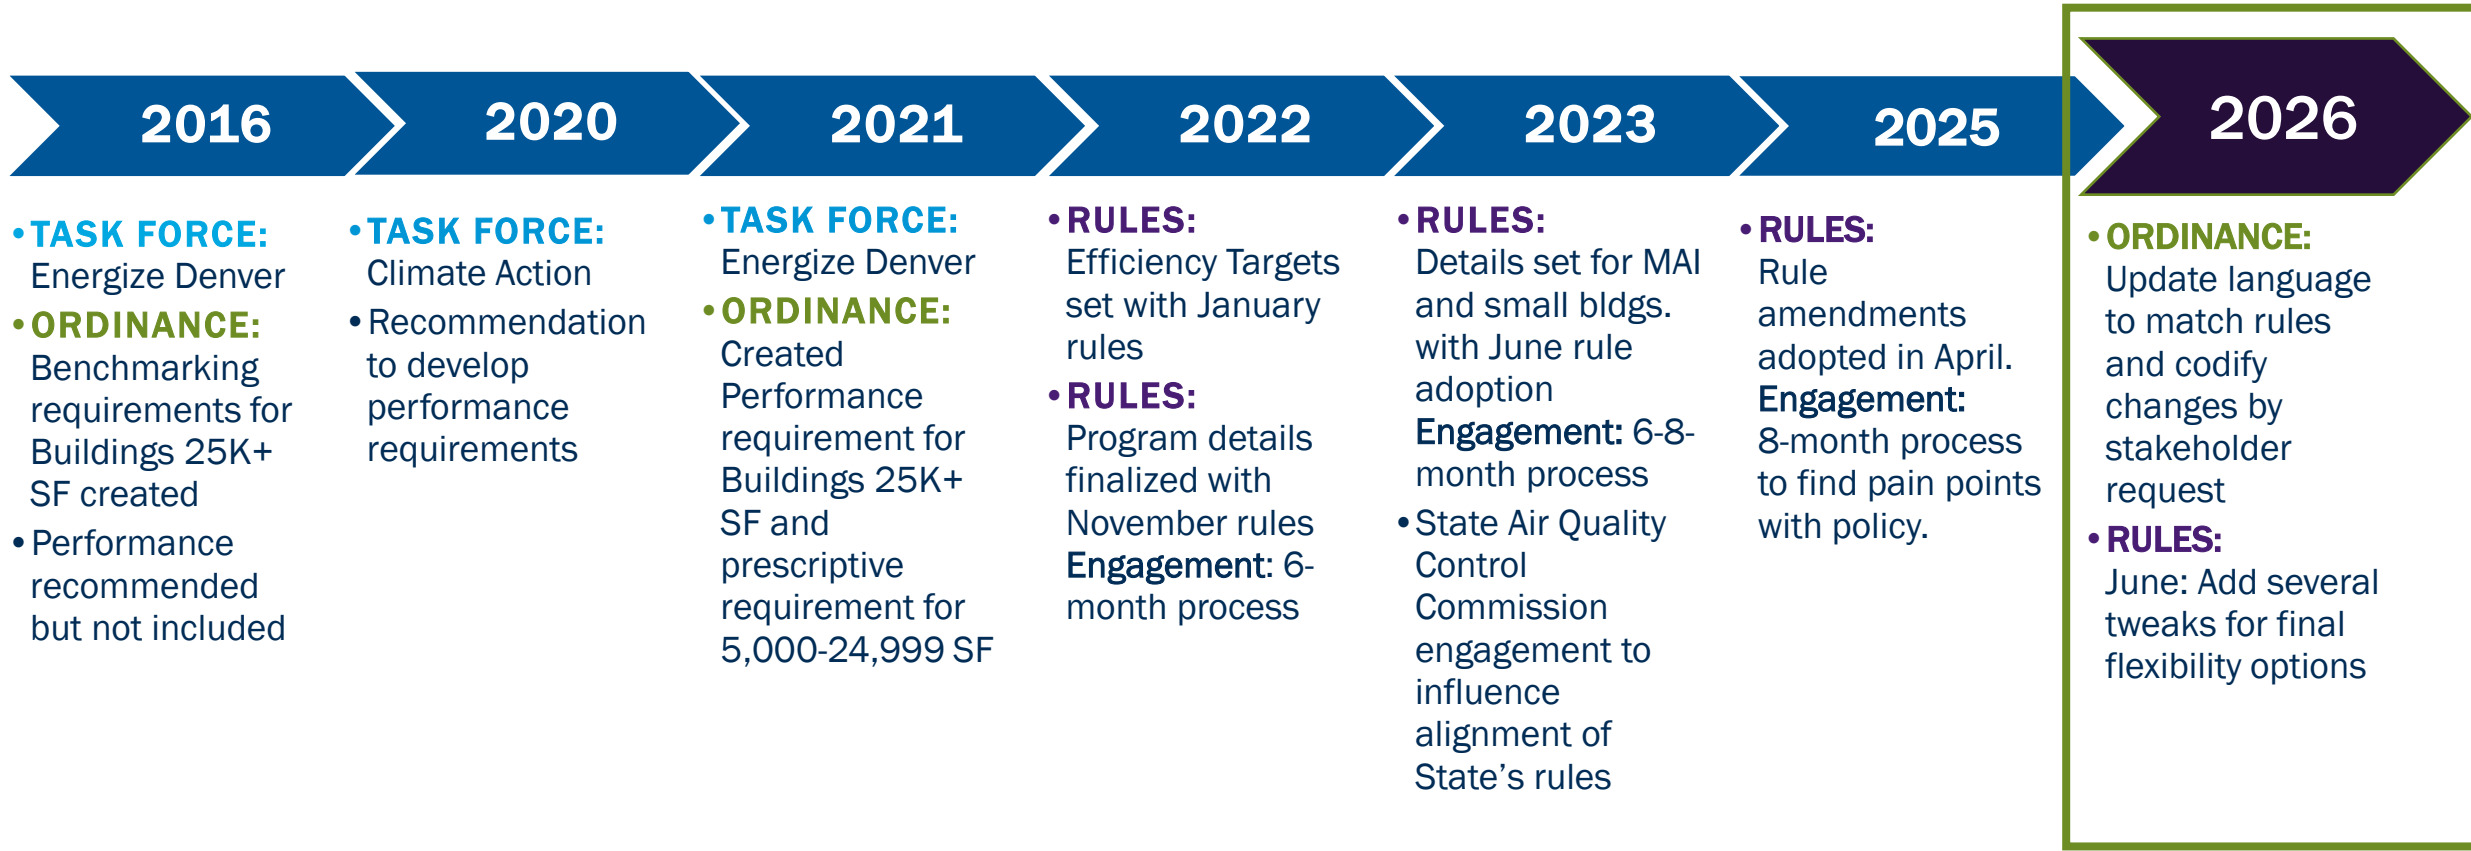 2016
•TASK FORCE:
Energize Denver
•ORDINANCE:
Benchmarking
requirements for
Buildings 25K+
SF created
•Performance
recommended
but not included
2020
•TASK FORCE:
Climate Action
•Recommendation
to develop
performance
requirements
2021
•TASK FORCE:
Energize Denver
•ORDINANCE:
Created
Performance
requirement for
Buildings 25K+
SF and
prescriptive
requirement for
5,000-24,999 SF
2022
•RULES:
Efficiency Targets
set with January
rules
•RULES:
Program details
finalized with
November rules
Engagement: 6-
month process
2023
•RULES:
Details set for MAI
and small bldgs.
with June rule
adoption
Engagement: 6-8-
month process
•State Air Quality
Control
Commission
engagement to
influence
alignment of
State’s rules
2025
•RULES:
Rule
amendments
adopted in April.
Engagement:
8-month process
to find pain points
with policy.
2026
•ORDINANCE:
Update language
to match rules
and codify
changes by
stakeholder
request
•RULES:
June: Add several
tweaks for final
flexibility options